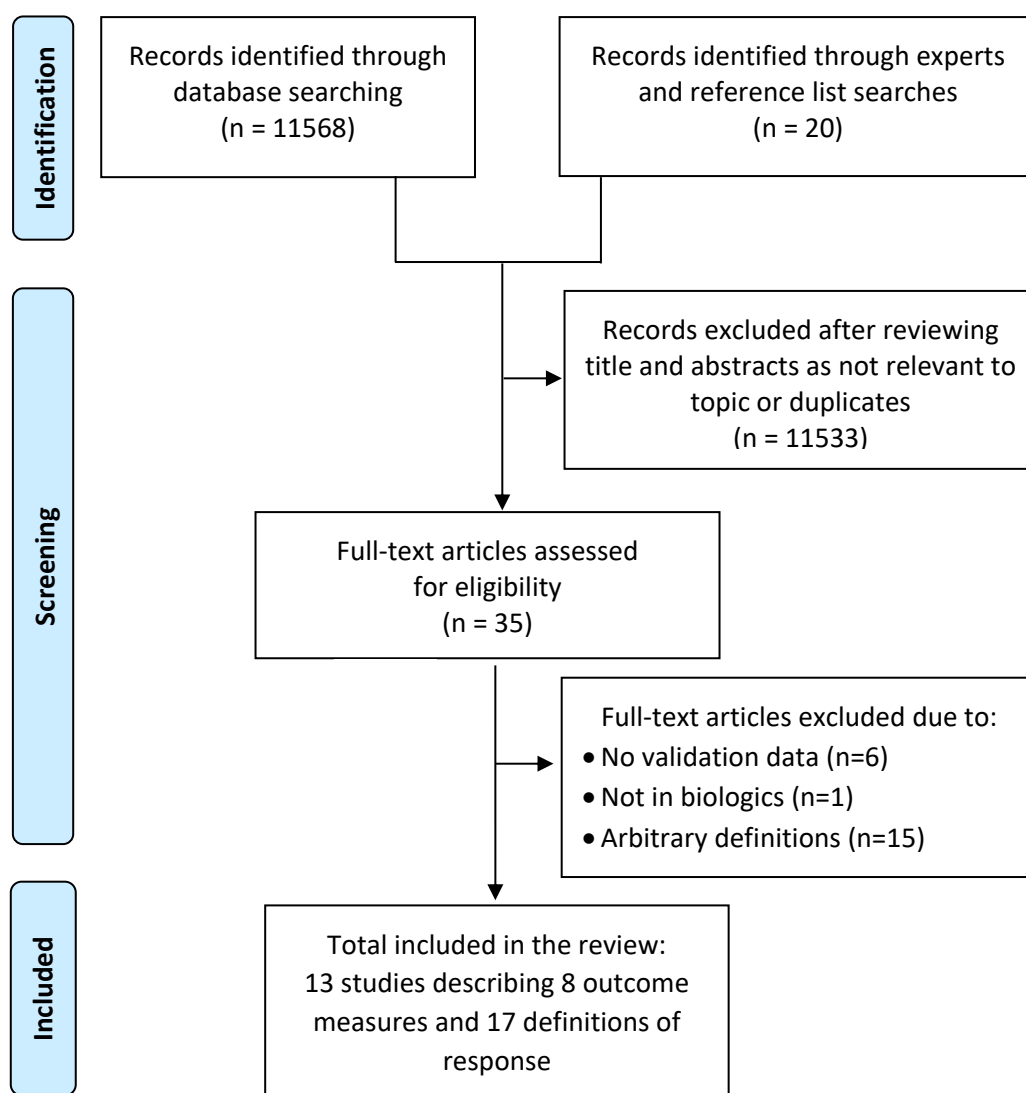 Identification
Records identified through
database searching
(n = 11568)
Records identified through experts
and reference list searches
(n = 20)
Screening
Records excluded after reviewing
title and abstracts as not relevant to
topic or duplicates
(n = 11533)
Full-text articles assessed
for eligibility
(n = 35)
Full-text articles excluded due to:
• No validation data (n=6)
• Not in biologics (n=1)
• Arbitrary definitions (n=15)
Included
Total included in the review:
13 studies describing 8 outcome
measures and 17 definitions of
response